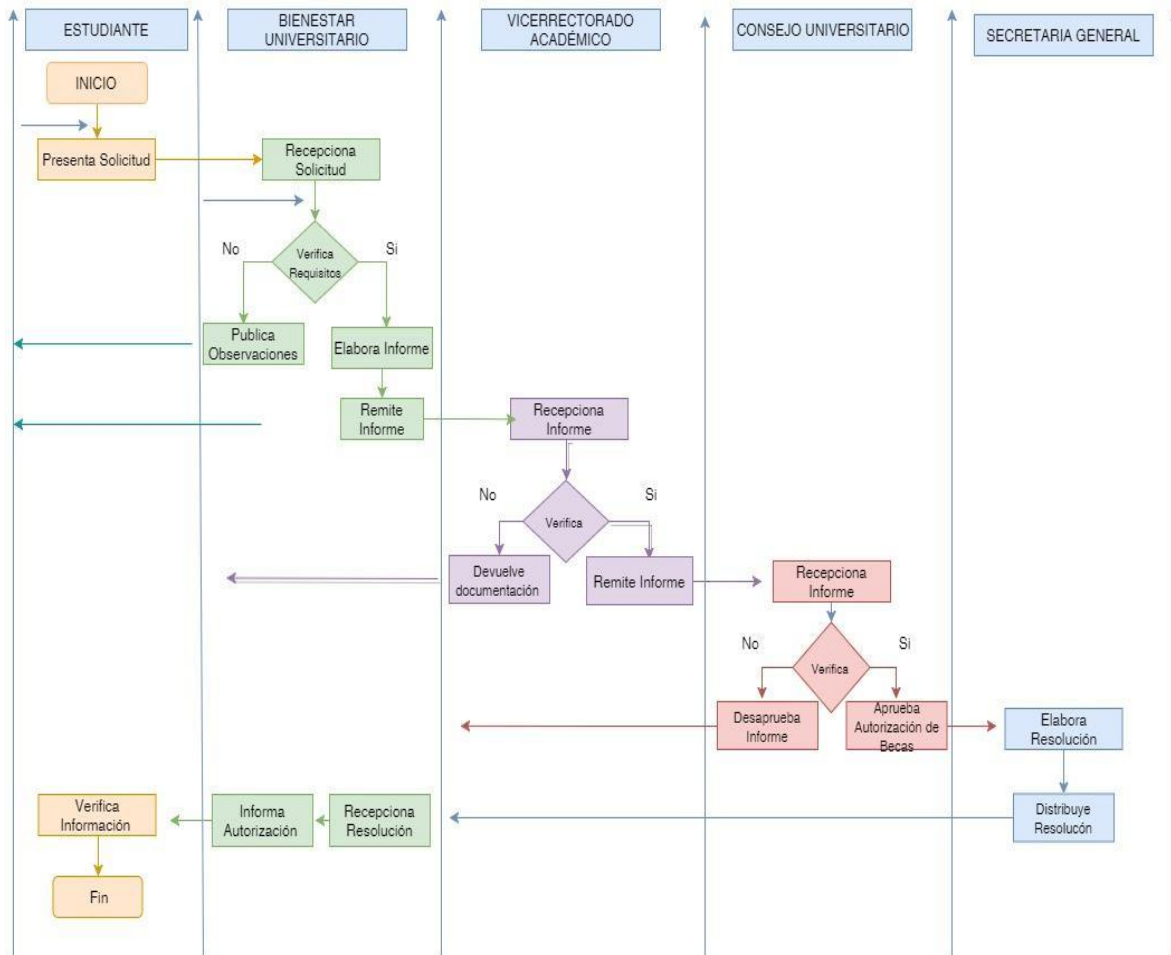 ESTUDIANTE
BIENESTAR
UNIVERSITARIO
VICERRECTORADO
ACADÉMICO
CONSEJO UNIVERSITARIO
SECRETARIA GENERAL
INICIO
Presenta Solicitud
Recepciona
Solicitud
No
Si
Verifica
Requisitos
Publica
Observaciones
Elabora Informe
Remite
Informe
Recepciona
Informe
No
Si
Verifica
Devuelve
documentación
Remite Informe
Recepciona
Informe
No
Si
Verifica
Desaprueba
Informe
Aprueba
Autorización de
Becas
Elabora
Resolución
Distribuye
Resolucón
Recepciona
Resolución
Informa
Autorización
Verifica
Información
Fin